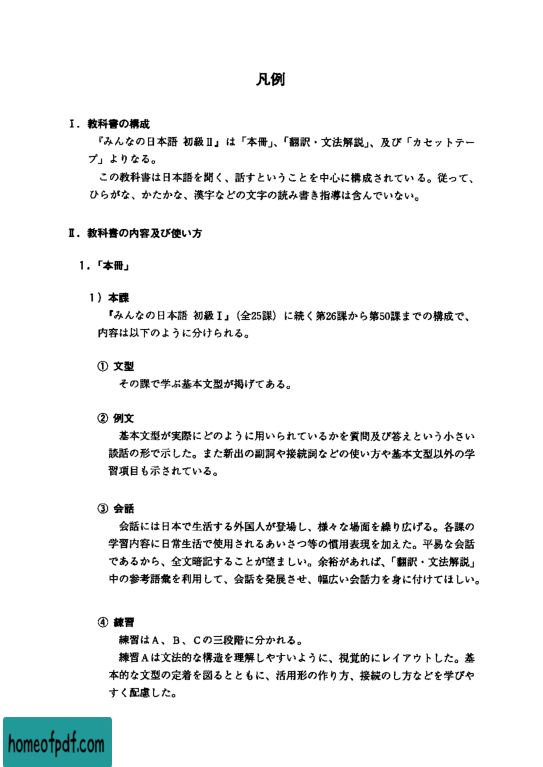 凡例
Ⅰ．教科書の構成
『みんなの日本語 初級Ⅱ』は「本冊」、「翻訳・文法解説」、及び「カセットテー
プ」よりなる。
この教科書は日本語を聞く、話すということを中心に構成されている。従って、
ひらがな、かたかな、漢字などの文字の読み書き指導は含んでいない。
Ⅱ．教科書の内容及び使い方
1．「本冊」
1）本課
『みんなの日本語 初級Ⅰ』（全25課）に続く第26課から第50課までの構成で、
内容は以下のように分けられる。
① 文型
その課で学ぶ基本文型が掲げてある。
② 例文
基本文型が実際にどのように用いられているかを質問及び答えという小さい
談話の形で示した。また新出の副詞や接続詞などの使い方や基本文型以外の学
習項目も示されている。
③ 会話
会話には日本で生活する外国人が登場し、様々な場面を繰り広げる。各課の
学習内容に日常生活で使用されるあいさつ等の慣用表現を加えた。平易な会話
であるから、全文暗記することが望ましい。余裕があれば、「翻訳・文法解説」
中の参考語彙を利用して、会話を発展させ、幅広い会話力を身に付けてほしい。
④ 練習
練習はA、B、Cの三段階に分かれる。
練習Aは文法的な構造を理解しやすいように、視覚的にレイアウトした。基
本的な文型の定着を図るとともに、活用形の作り方、接続のし方などを学びや
すく配慮した。
homeofpdf.com